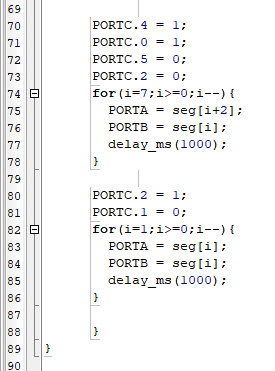 69
70 PORTC.4 = 1;
71 PORTC.0 = 1;
72 PORTC.5 = 0;
73 PORTC.2 = 0;
74 for(i=7;i>=0;i--){
75 PORTA = seg[i+2];
76 PORTB = seg[i];
77 delay_ms(1000);
78 }
79
80 PORTC.2 = 1;
81 PORTC.1 = 0;
82 for(i=1;i>=0;i--){
83 PORTA = seg[i];
84 PORTB = seg[i];
85 delay_ms(1000);
86 }
87
88 }
89 }
90